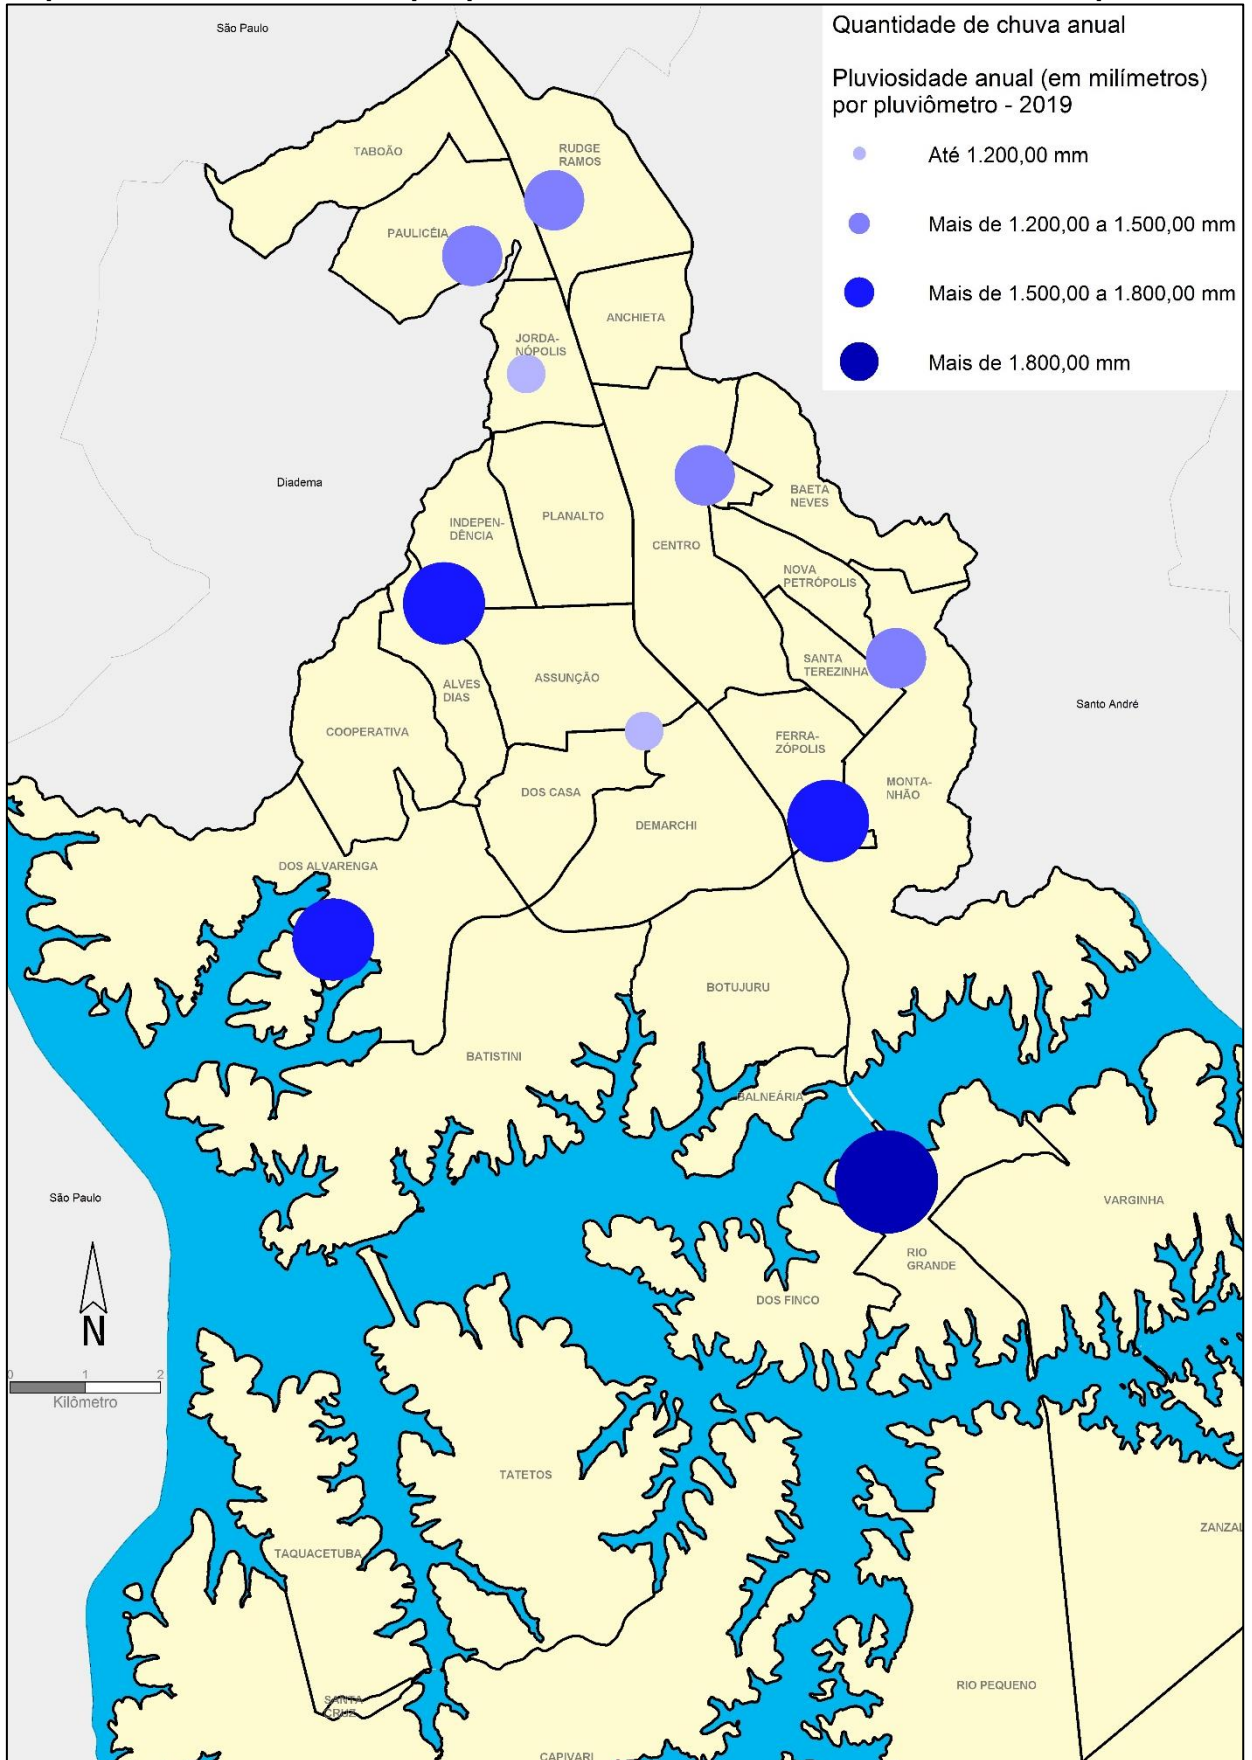 São Paulo
Quantidade de chuva anual
Pluviosidade anual (em milímetros)
por pluviômetro - 2019
Até 1.200,00 mm
Mais de 1.200,00 a 1.500,00 mm
Mais de 1.500,00 a 1.800,00 mm
Mais de 1.800,00 mm
TABOÃO
RUDGE
RAMOS
PAULICÉIA
ANCHIETA
JORDA-
NÓPOLIS
Diadema
BAETA
NEVES
PLANALTO
INDEPEN-
DÊNCIA
CENTRO
NOVA
PETRÓPOLIS
SANTA
TEREZINHA
ASSUNÇÃO
ALVES
DIAS
Santo André
COOPERATIVA
FERRA-
ZÓPOLIS
MONTA-
NHÃO
DOS CASA
DEMARCHI
DOS ALVARENGA
BOTUJURU
BATISTINI
BALNEÁRIA
São Paulo
VARGINHA
RIO
GRANDE
DOS FINCO
N
0 1 2
Kilômetro
TATETOS
ZANZAL
TAQUACETUBA
RIO PEQUENO
SANTA
CRUZ
CAPIVARI